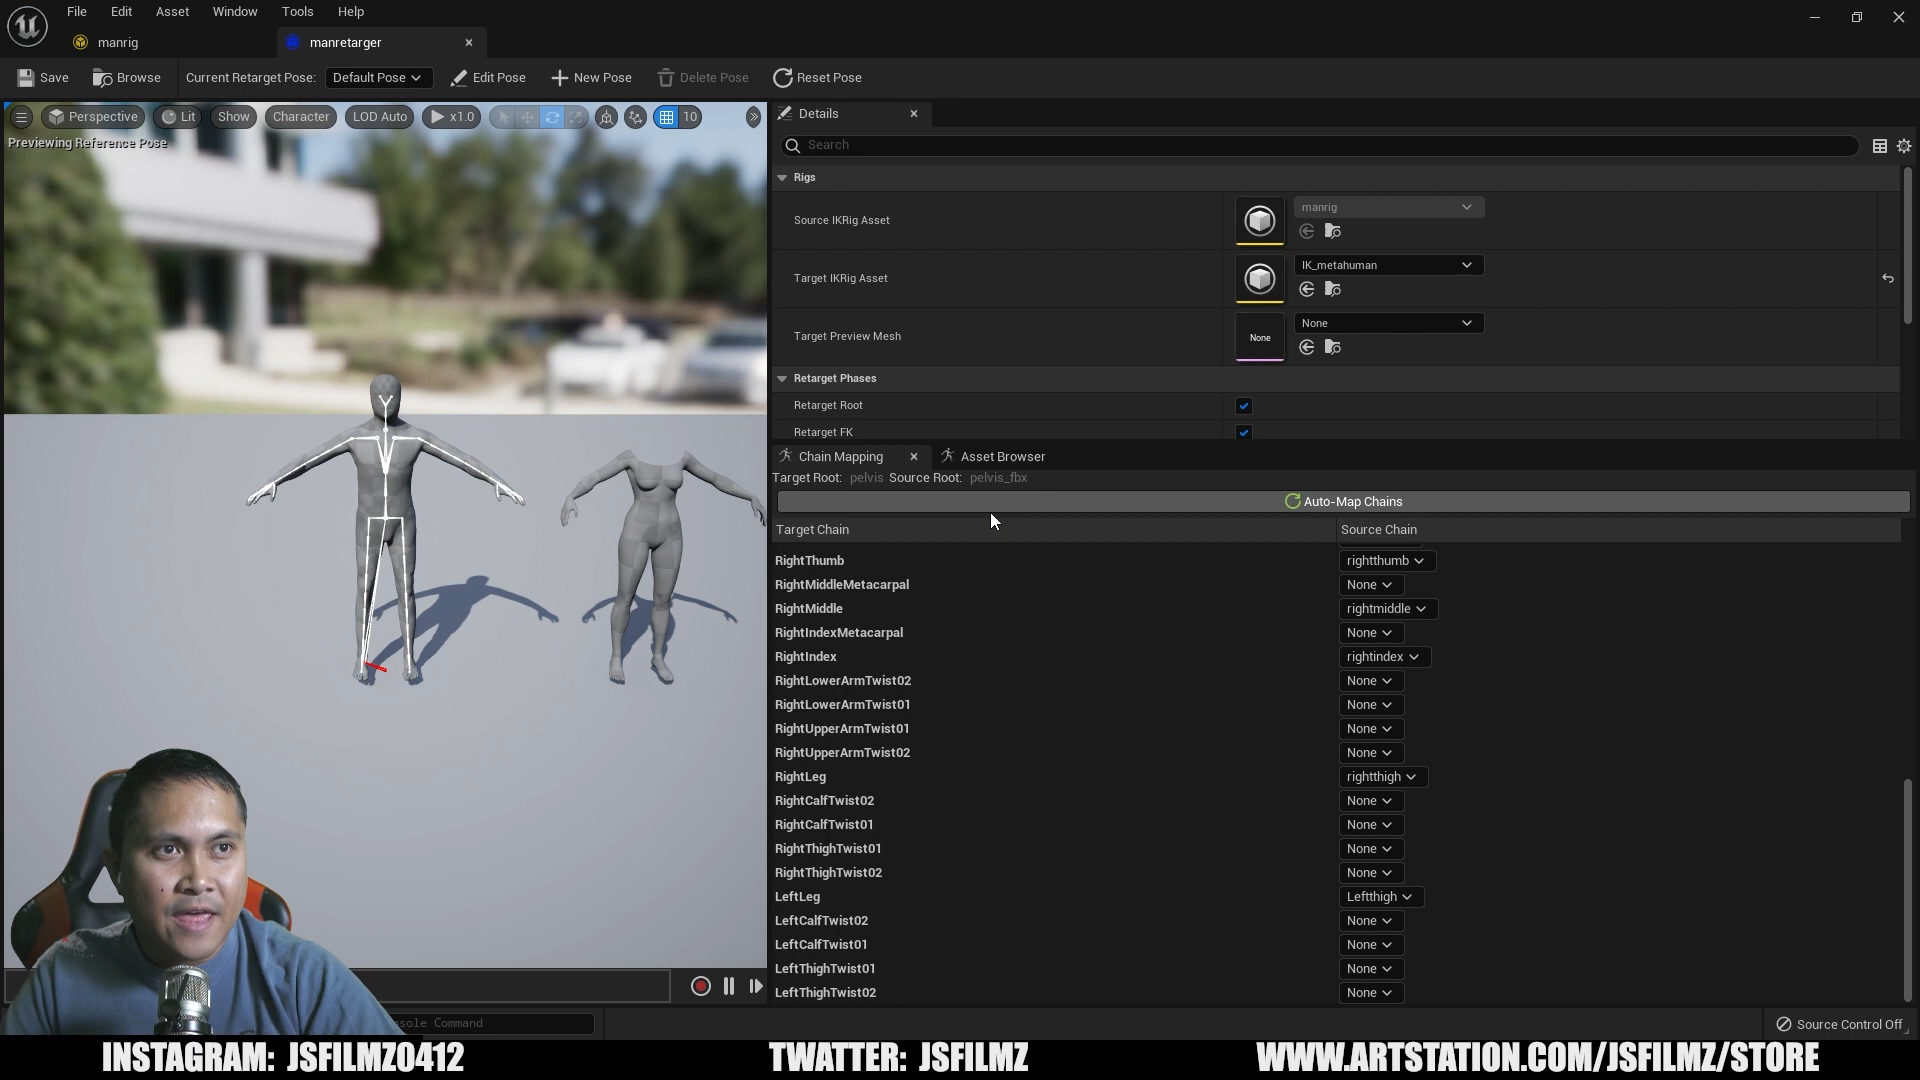 File Edit Asset Window Tools Help
manrig
manretarger
Save Browse Current Retarget Pose: Default Pose Edit Pose New Pose Delete Pose Reset Pose
Perspective Lit Show Character LOD Auto x1.0 10
Previewing Reference Pose
Details
Search
Rigs
Source IKRig Asset manrig
Target IKRig Asset IK_metahuman
Target Preview Mesh None None
Retarget Phases
Retarget Root
Retarget FK
Chain Mapping Asset Browser
Target Root: pelvis Source Root: pelvis_fbx
Auto-Map Chains
Target Chain Source Chain
RightThumb rightthumb
RightMiddleMetacarpal None
RightMiddle rightmiddle
RightIndexMetacarpal None
RightIndex rightindex
RightLowerArmTwist02 None
RightLowerArmTwist01 None
RightUpperArmTwist01 None
RightUpperArmTwist02 None
RightLeg rightthigh
RightCalfTwist02 None
RightCalfTwist01 None
RightThighTwist01 None
RightThighTwist02 None
LeftLeg Leftthigh
LeftCalfTwist02 None
LeftCalfTwist01 None
LeftThighTwist01 None
LeftThighTwist02 None
nsole Command
Source Control Off
INSTAGRAM: JSFILMZ0412 TWATTER: JSFILMZ WWW.ARTSTATION.COM/JSFILMZ/STORE